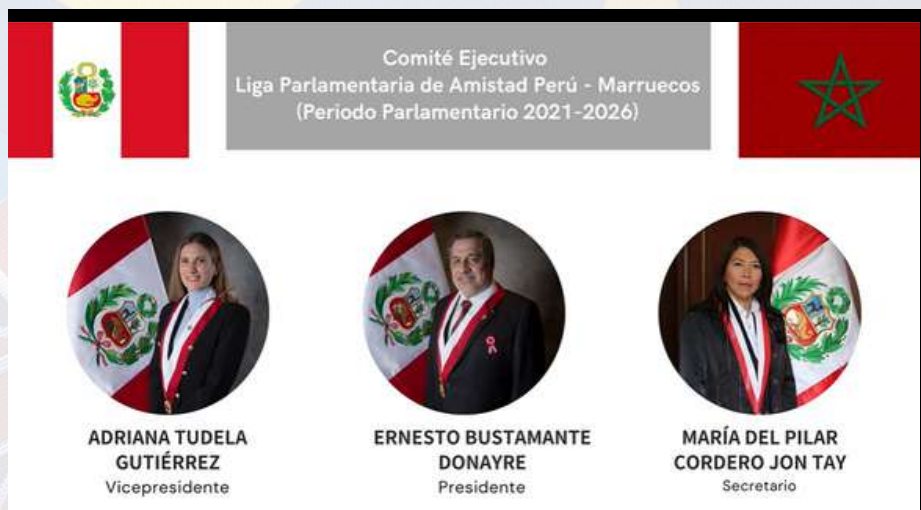 Comité Ejecutivo
Liga Parlamentaria de Amistad Perú - Marruecos
(Periodo Parlamentario 2021-2026)
ADRIANA TUDELA
GUTIÉRREZ
Vicepresidente
ERNESTO BUSTAMANTE
DONAYRE
Presidente
MARÍA DEL PILAR
CORDERO JON TAY
Secretario